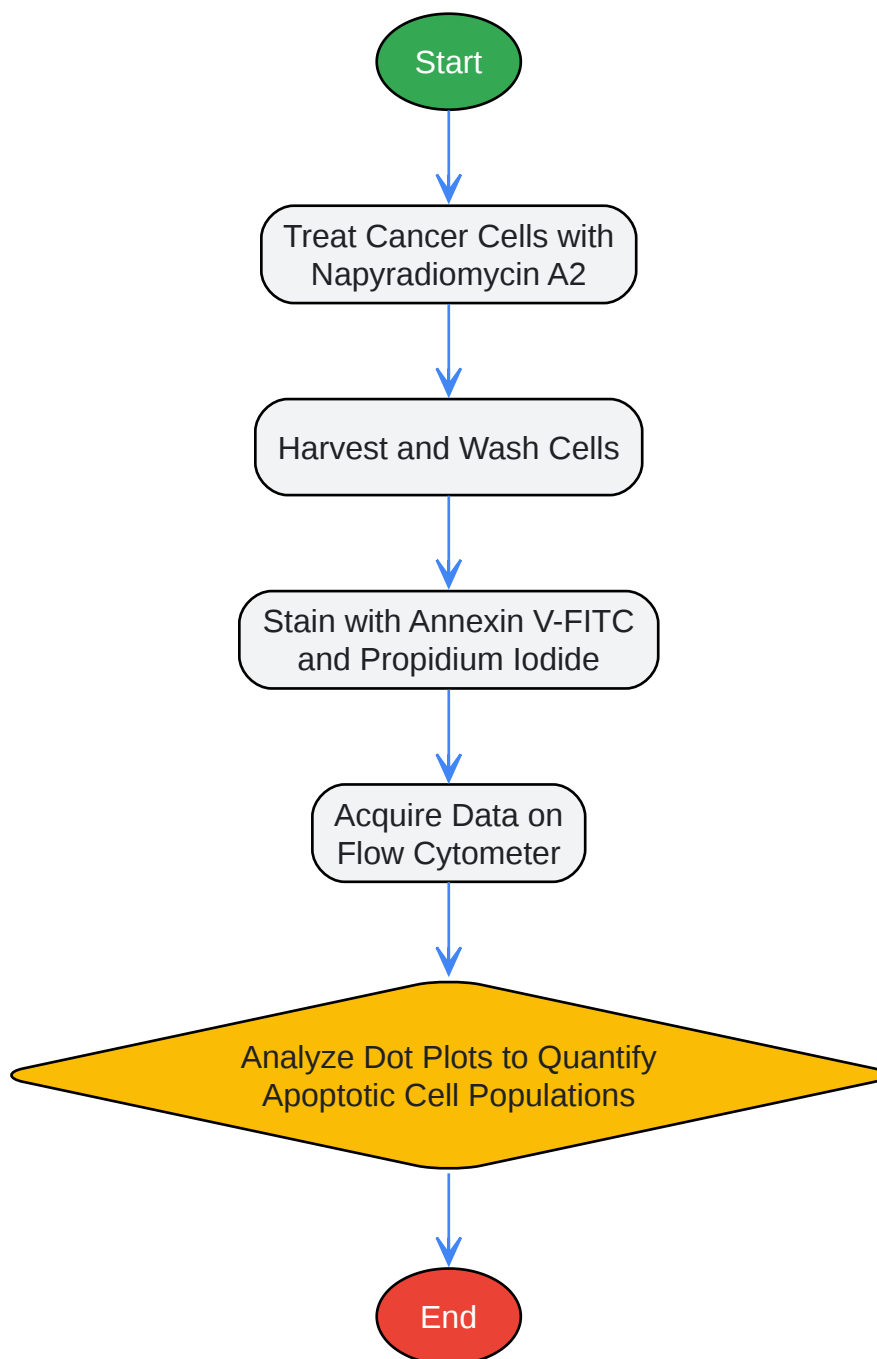 Start
Treat Cancer Cells with
Napyradiomycin A2
Harvest and Wash Cells
Stain with Annexin V-FITC
and Propidium Iodide
Acquire Data on
Flow Cytometer
Analyze Dot Plots to Quantify
Apoptotic Cell Populations
End